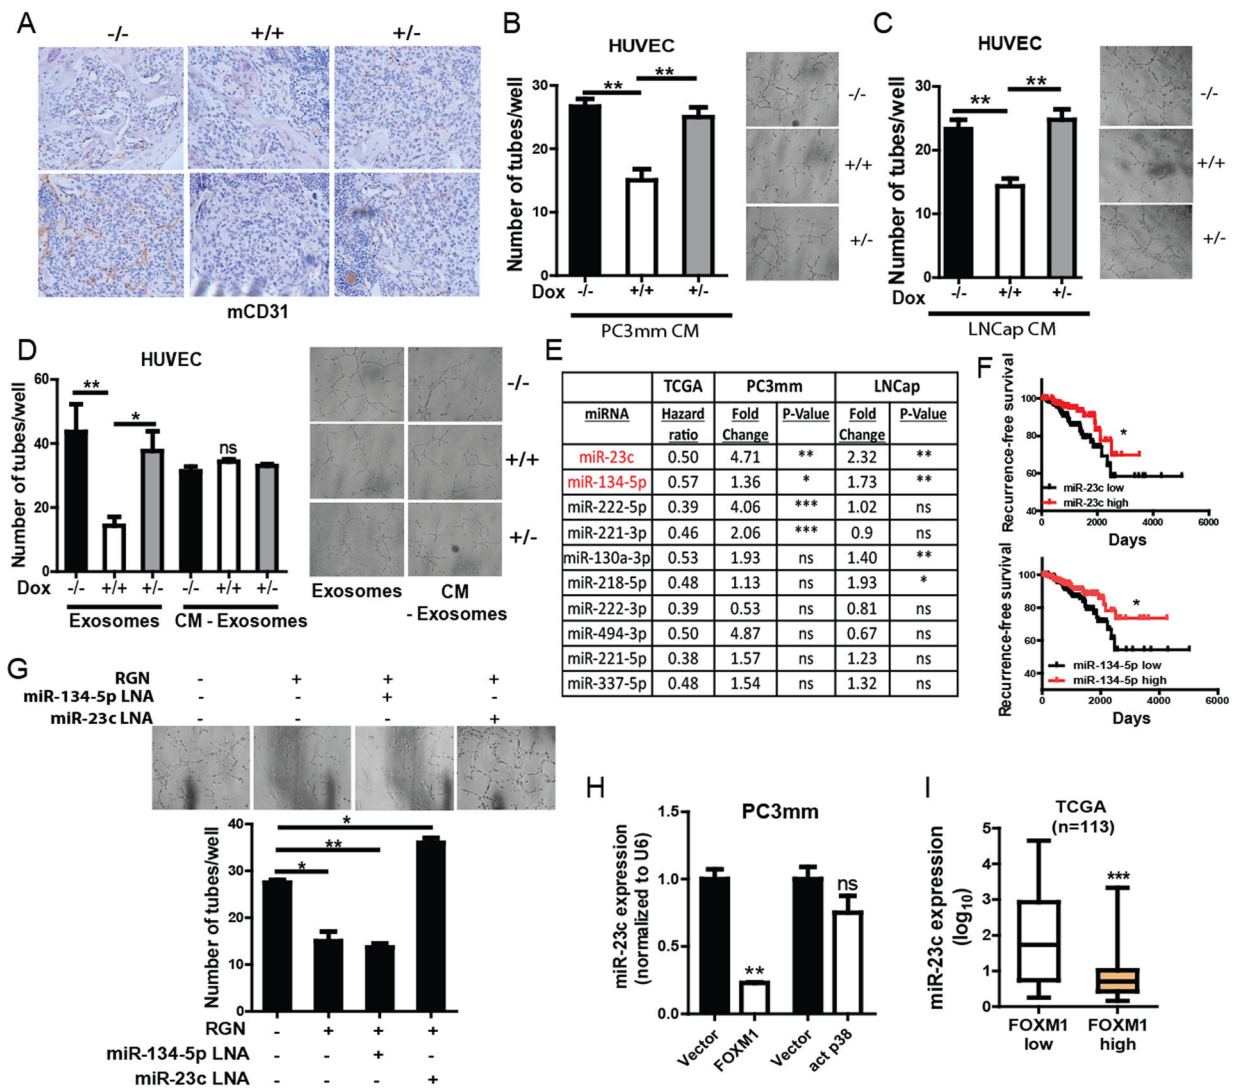 A
-/- +/+ +/-
mCD31
B
HUVEC
Number of tubes/well
30
20
10
0
** **
Dox -/- +/+ +/-
PC3mm CM
-/-
+/+
+/-
C
HUVEC
Number of tubes/well
30
20
10
0
** **
Dox -/- +/+ +/-
LNCap CM
-/-
+/+
+/-
D
HUVEC
Number of tubes/well
60
40
20
0
** * ns
Dox -/- +/+ +/- -/- +/+ +/-
Exosomes CM - Exosomes
-/-
+/+
+/-
Exosomes CM
- Exosomes
E
TCGA PC3mm LNCap
miRNA Hazard ratio Fold Change P-Value Fold Change P-Value
miR-23c 0.50 4.71 ** 2.32 **
miR-134-5p 0.57 1.36 * 1.73 **
miR-222-5p 0.39 4.06 *** 1.02 ns
miR-221-3p 0.46 2.06 *** 0.9 ns
miR-130a-3p 0.53 1.93 ns 1.40 **
miR-218-5p 0.48 1.13 ns 1.93 *
miR-222-3p 0.39 0.53 ns 0.81 ns
miR-494-3p 0.50 4.87 ns 0.67 ns
miR-221-5p 0.38 1.57 ns 1.23 ns
miR-337-5p 0.48 1.54 ns 1.32 ns
F
Recurrence-free survival
100
80
60
40
*
miR-23c low
miR-23c high
0 2000 4000 6000
Days
Recurrence-free survival
100
80
60
40
*
miR-134-5p low
miR-134-5p high
0 2000 4000 6000
Days
G
RGN - + + +
miR-134-5p LNA - - + -
miR-23c LNA - - - +
Number of tubes/well
40
30
20
10
0
*
**
*
RGN - + + +
miR-134-5p LNA - - + -
miR-23c LNA - - - +
H
PC3mm
miR-23c expression
(normalized to U6)
1.5
1.0
0.5
0.0
** ns
Vector FOXM1 Vector act p38
I
TCGA
(n=113)
miR-23c expression
(log10)
5
4
3
2
1
0
***
FOXM1 low FOXM1 high